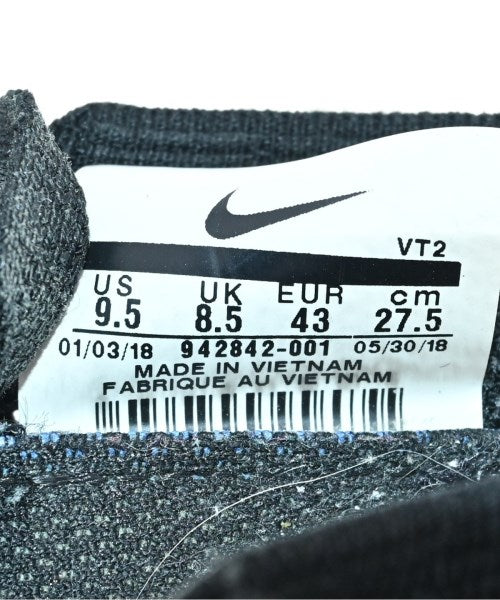 VT2
US UK EUR cm
9.5 8.5 43 27.5
01/03/18 942842-001 05/30/18
MADE IN VIETNAM
FABRIQUE AU VIETNAM